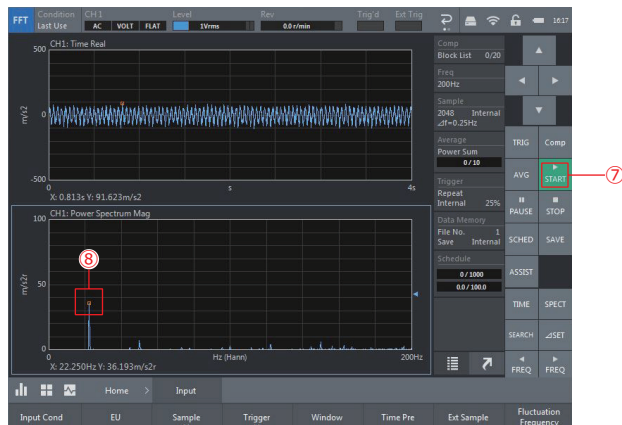 FFT Condition Last Use CH1 AC VOLT FLAT Level 1Vrms Rev 0.0 r/min Trig'd Ext Trig 16:17
CH1: Time Real
500
m/s2
0
-500
0 s 4s
X: 0.813s Y: 91.623m/s2
CH1: Power Spectrum Mag
100
⑧
m/s2r
50
0
0 Hz (Hann) 200Hz
X: 22.250Hz Y: 36.193m/s2r
Comp
Block List 0/20
Freq
200Hz
Sample
2048 Internal
⊿f=0.25Hz
Average
Power Sum
0 / 10
Trigger
Repeat
Internal 25%
Data Memory
File No. 1
Save Internal
Schedule
0 / 1000
0.0 / 100.0
TRIG Comp
AVG START ⑦
PAUSE STOP
SCHED SAVE
ASSIST
TIME SPECT
SEARCH ⊿SET
FREQ FREQ
Home Input
Input Cond EU Sample Trigger Window Time Pre Ext Sample Fluctuation
Frequency